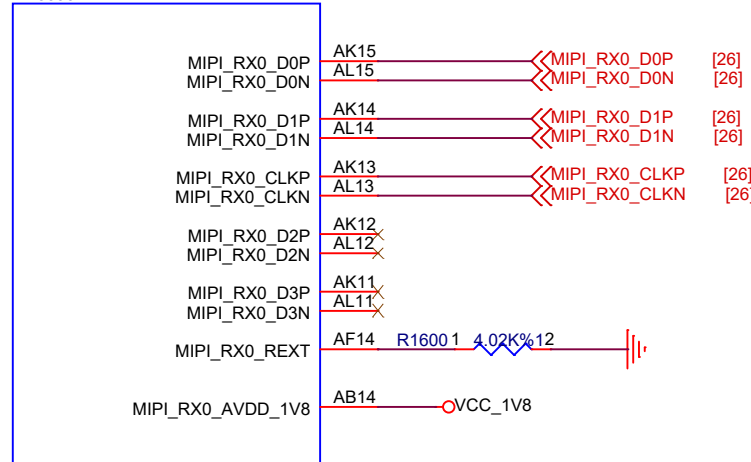 MIPI_RX0_D0P AK15 MIPI_RX0_D0P [26]
MIPI_RX0_D0N AL15 MIPI_RX0_D0N [26]
MIPI_RX0_D1P AK14 MIPI_RX0_D1P [26]
MIPI_RX0_D1N AL14 MIPI_RX0_D1N [26]
MIPI_RX0_CLKP AK13 MIPI_RX0_CLKP [26]
MIPI_RX0_CLKN AL13 MIPI_RX0_CLKN [26
MIPI_RX0_D2P AK12
MIPI_RX0_D2N AL12
MIPI_RX0_D3P AK11
MIPI_RX0_D3N AL11
MIPI_RX0_REXT AF14 R1600 1 4.02K%1 2
MIPI_RX0_AVDD_1V8 AB14 VCC_1V8